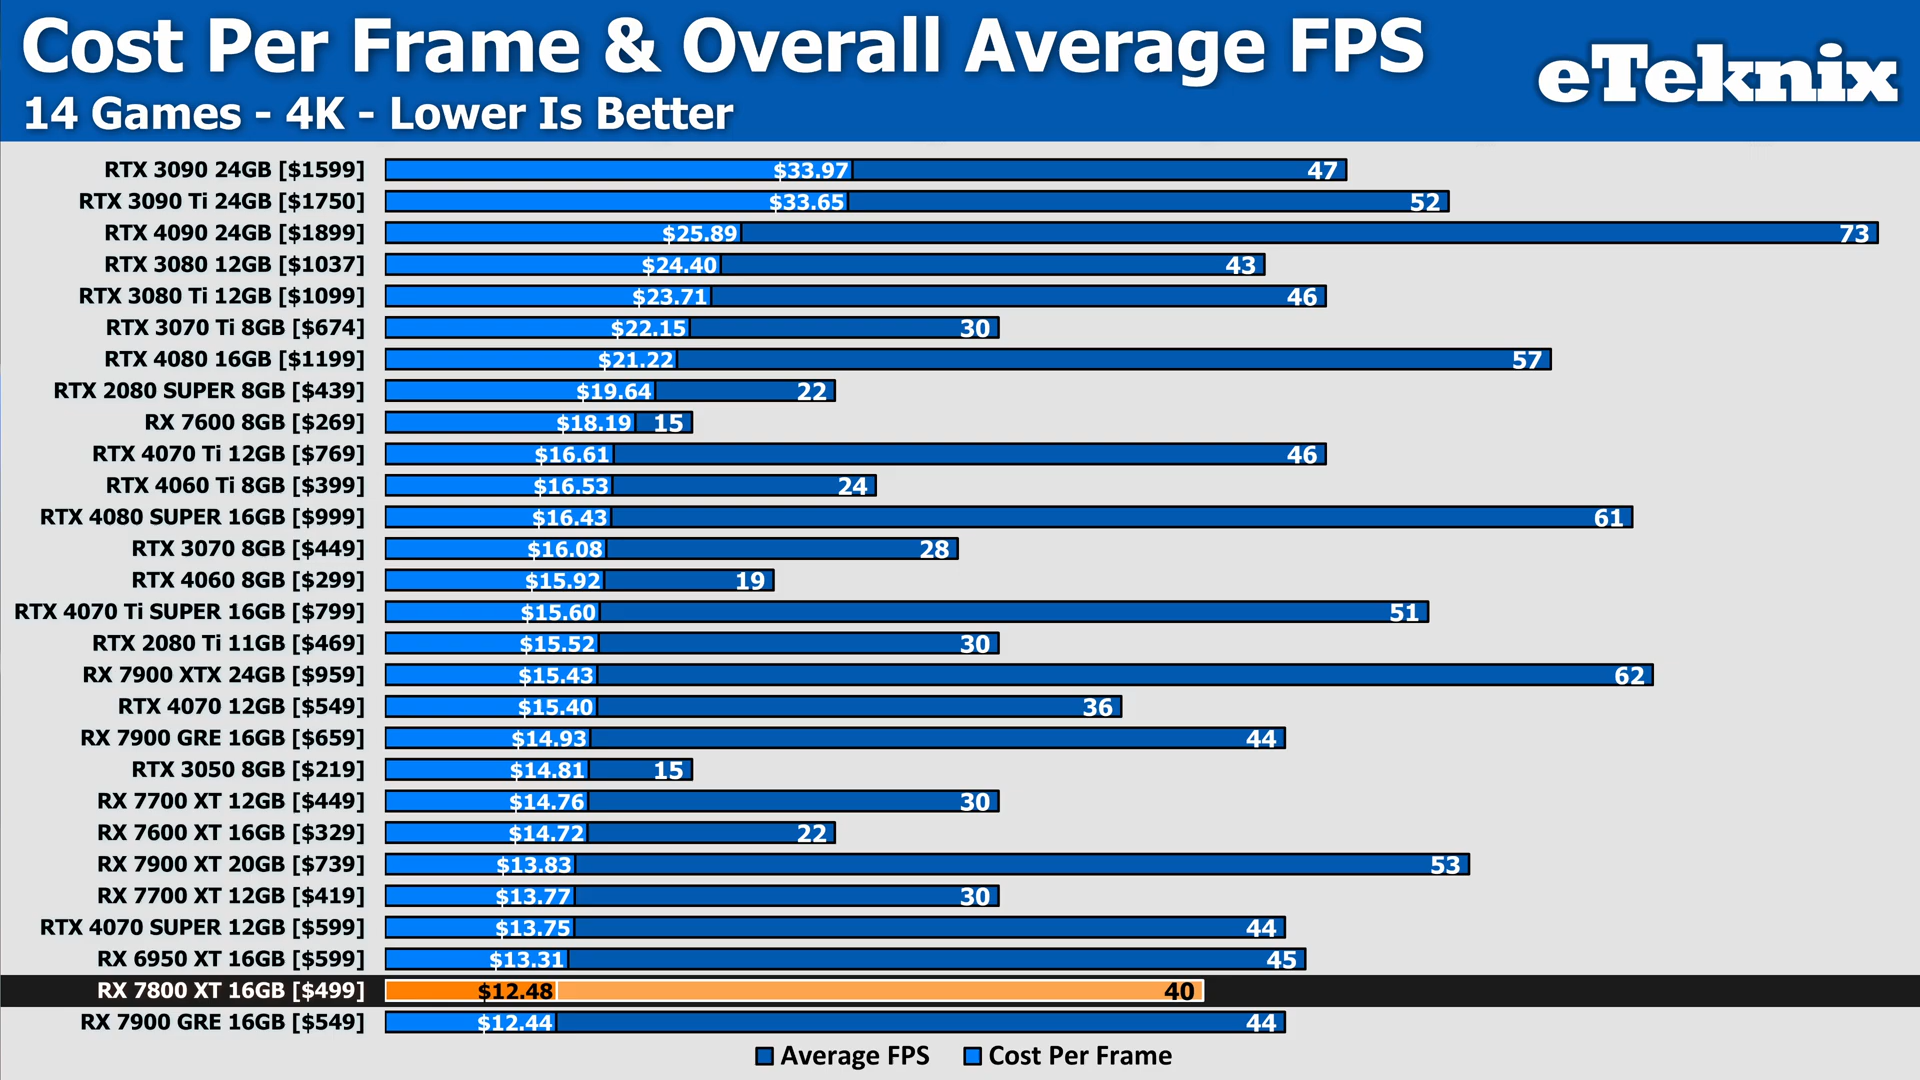 Cost Per Frame & Overall Average FPS
eTeknix
14 Games - 4K - Lower Is Better
RTX 3090 24GB [$1599] $33.97 47
RTX 3090 Ti 24GB [$1750] $33.65 52
RTX 4090 24GB [$1899] $25.89 73
RTX 3080 12GB [$1037] $24.40 43
RTX 3080 Ti 12GB [$1099] $23.71 46
RTX 3070 Ti 8GB [$674] $22.15 30
RTX 4080 16GB [$1199] $21.22 57
RTX 2080 SUPER 8GB [$439] $19.64 22
RX 7600 8GB [$269] $18.19 15
RTX 4070 Ti 12GB [$769] $16.61 46
RTX 4060 Ti 8GB [$399] $16.53 24
RTX 4080 SUPER 16GB [$999] $16.43 61
RTX 3070 8GB [$449] $16.08 28
RTX 4060 8GB [$299] $15.92 19
RTX 4070 Ti SUPER 16GB [$799] $15.60 51
RTX 2080 Ti 11GB [$469] $15.52 30
RX 7900 XTX 24GB [$959] $15.43 62
RTX 4070 12GB [$549] $15.40 36
RX 7900 GRE 16GB [$659] $14.93 44
RTX 3050 8GB [$219] $14.81 15
RX 7700 XT 12GB [$449] $14.76 30
RX 7600 XT 16GB [$329] $14.72 22
RX 7900 XT 20GB [$739] $13.83 53
RX 7700 XT 12GB [$419] $13.77 30
RTX 4070 SUPER 12GB [$599] $13.75 44
RX 6950 XT 16GB [$599] $13.31 45
RX 7800 XT 16GB [$499] $12.48 40
RX 7900 GRE 16GB [$549] $12.44 44
Average FPS Cost Per Frame